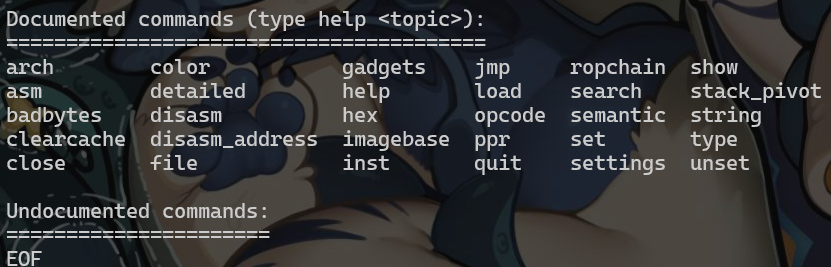 Documented commands (type help <topic>):
========================================
arch        color           gadgets    jmp     ropchain  show
asm         detailed        help       load    search    stack_pivot
badbytes    disasm          hex        opcode  semantic  string
clearcache  disasm_address  imagebase  ppr     set       type
close       file            inst       quit    settings  unset
Undocumented commands:
======================
EOF